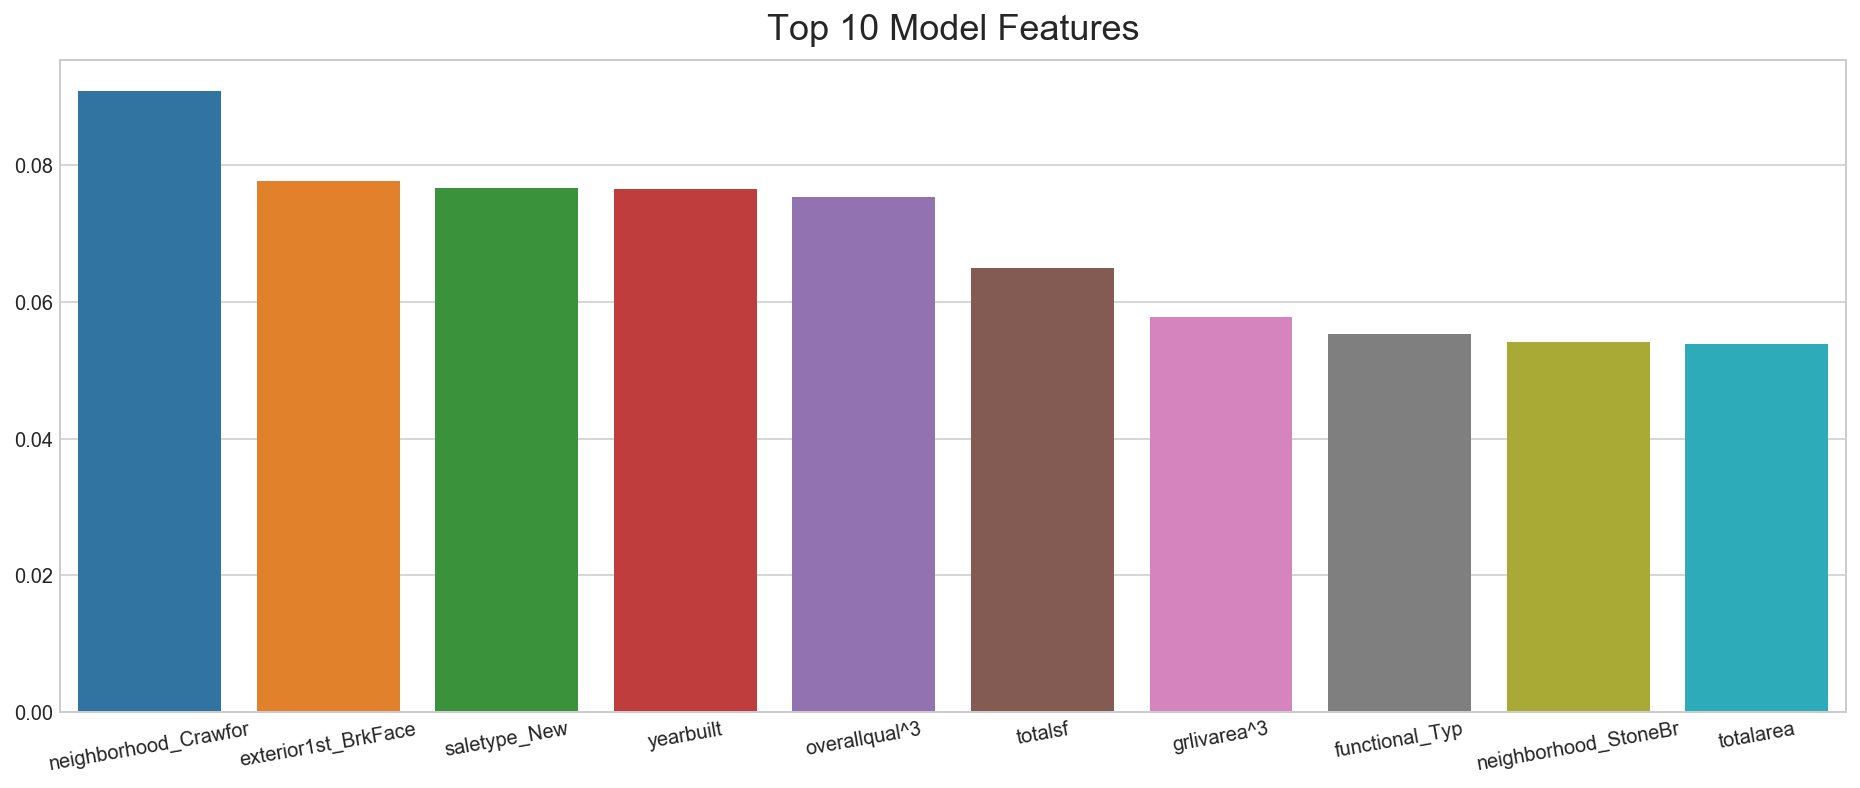 Top 10 Model Features
0.08
0.06
0.04
0.02
0.00
neighborhood_Crawfor
exterior1st_BrkFace
saletype_New
yearbuilt
overallqual^3
totalsf
grlivarea^3
functional_Typ
neighborhood_StoneBr
totalarea